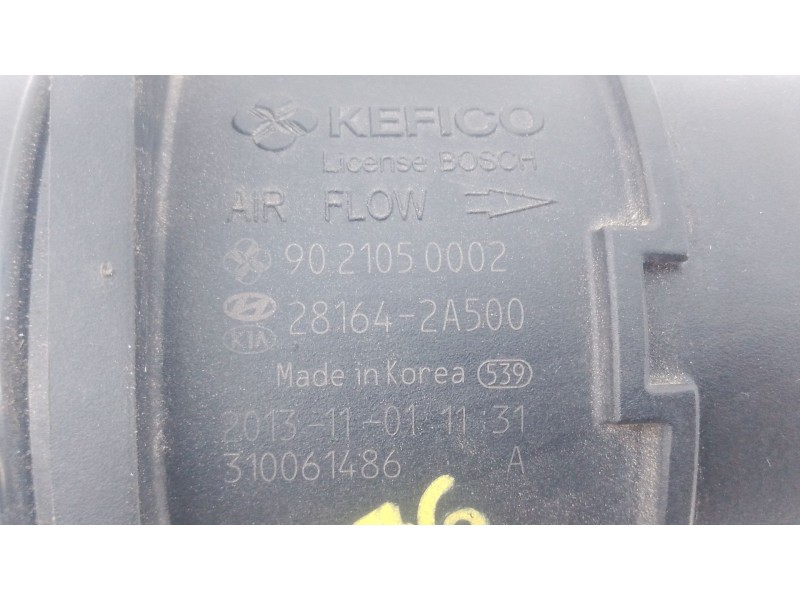 KEFICO
License BOSCH
AIR FLOW
90 2105 0002
28164-2A500
KIA
Made in Korea 539
2013-11-01 11:31
310061486 A